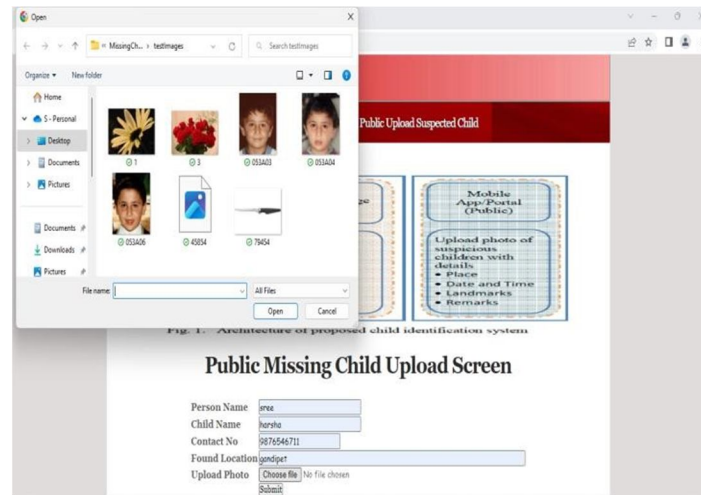 Open
« MissingCh... › testimages
Search testimages
Organize
New folder
Home
S - Personal
Desktop
Documents
Pictures
Documents
Downloads
Pictures
1
3
053A03
053A04
053A06
45854
79454
File name:
All Files
Open
Cancel
Public Upload Suspected Child
Mobile
App/Portal
(Public)
Upload photo of
suspicious
children with
details
• Place
• Date and Time
• Landmarks
• Remarks
Fig. 1. Architecture of proposed child identification system
Public Missing Child Upload Screen
Person Name sree
Child Name harsha
Contact No 9876546711
Found Location gandipet
Upload Photo Choose file No file chosen
Submit